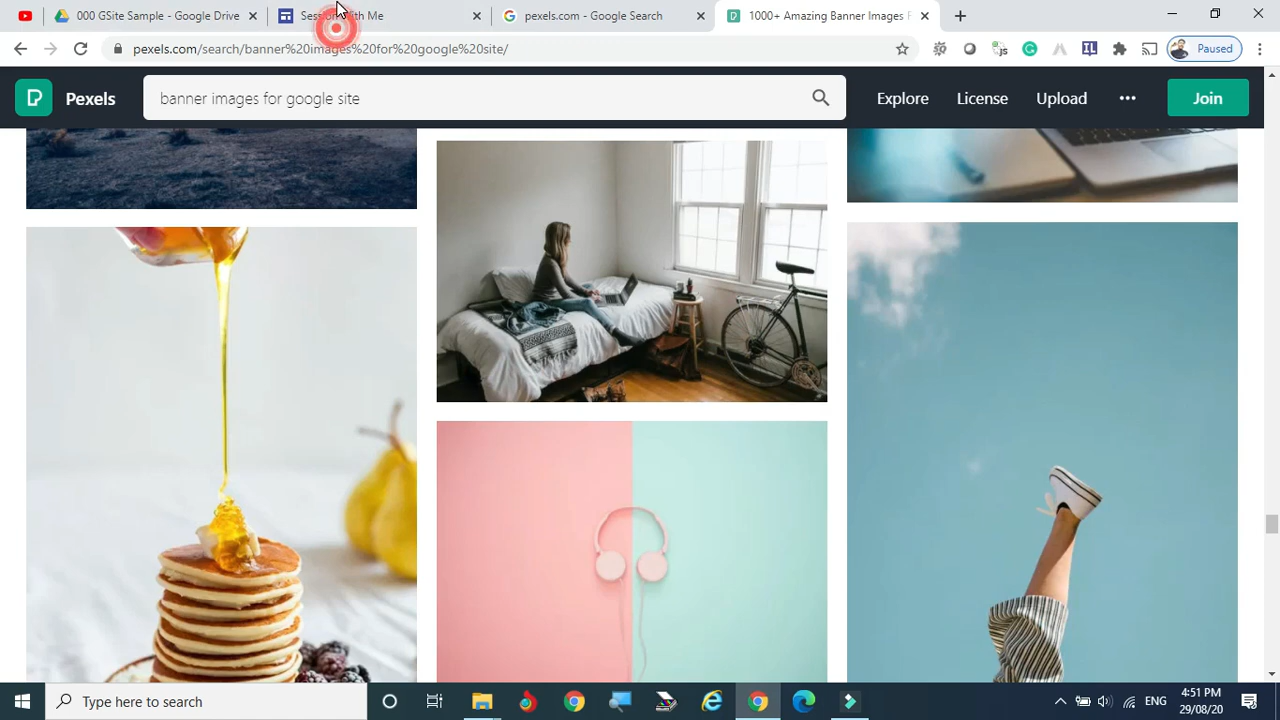 000 GSite Sample - Google Drive
Session With Me
pexels.com - Google Search
1000+ Amazing Banner Images F
pexels.com/search/banner%20images%20for%20google%20site/
Paused
Pexels
banner images for google site
Explore
License
Upload
Join
Type here to search
ENG
4:51 PM
29/08/20